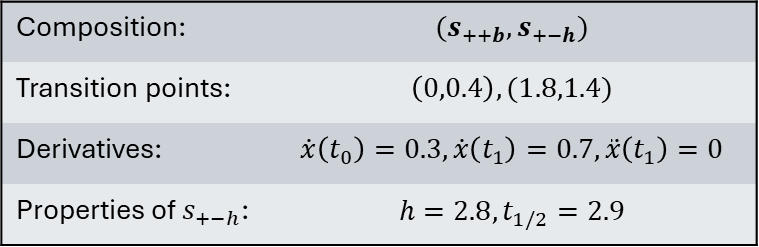 Composition: (s₊₊b, s₊₋h)
Transition points: (0,0.4), (1.8,1.4)
Derivatives: ẋ(t₀) = 0.3, ẋ(t₁) = 0.7, ẍ(t₁) = 0
Properties of s₊₋h: h = 2.8, t₁/₂ = 2.9